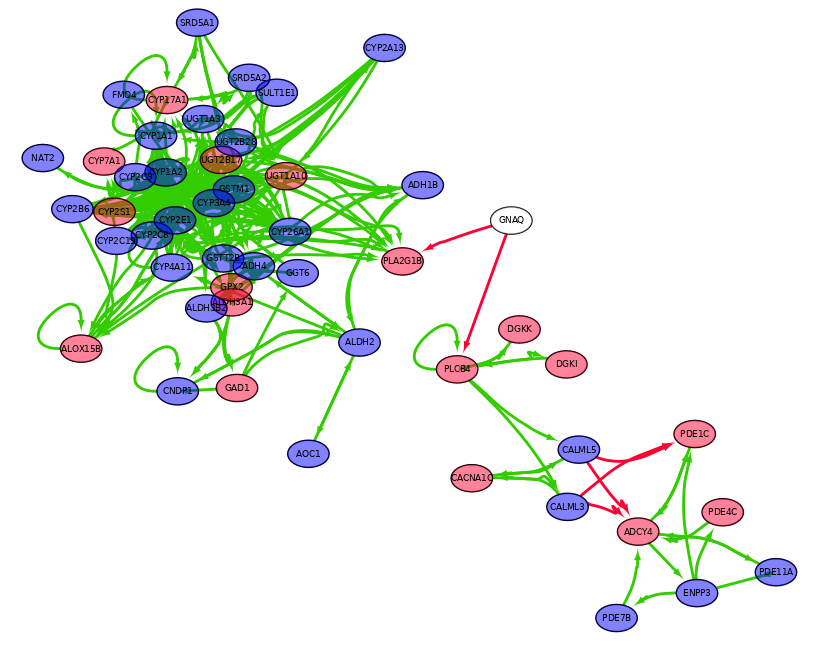 SRD5A1
CYP2A13
SRD5A2
SULT1E1
FMO4
CYP17A1
UGT1A3
CYP1A1
UGT2B28
NAT2
CYP7A1
UGT2B17
CYP1A2
CYP2C9
UGT1A10
ADH1B
GSTM1
CYP3A4
CYP2B6
CYP2S1
GNAQ
CYP2E1
CYP26A1
CYP2C8
CYP2C19
PLA2G1B
GSTT2B
ADH4
CYP4A11
GGT6
GPX2
ALDH3A1
ALDH3B2
DGKK
ALOX15B
ALDH2
DGKI
PLCB4
CNDP1
GAD1
PDE1C
CALML5
AOC1
CACNA1C
CALML3
PDE4C
ADCY4
PDE11A
ENPP3
PDE7B